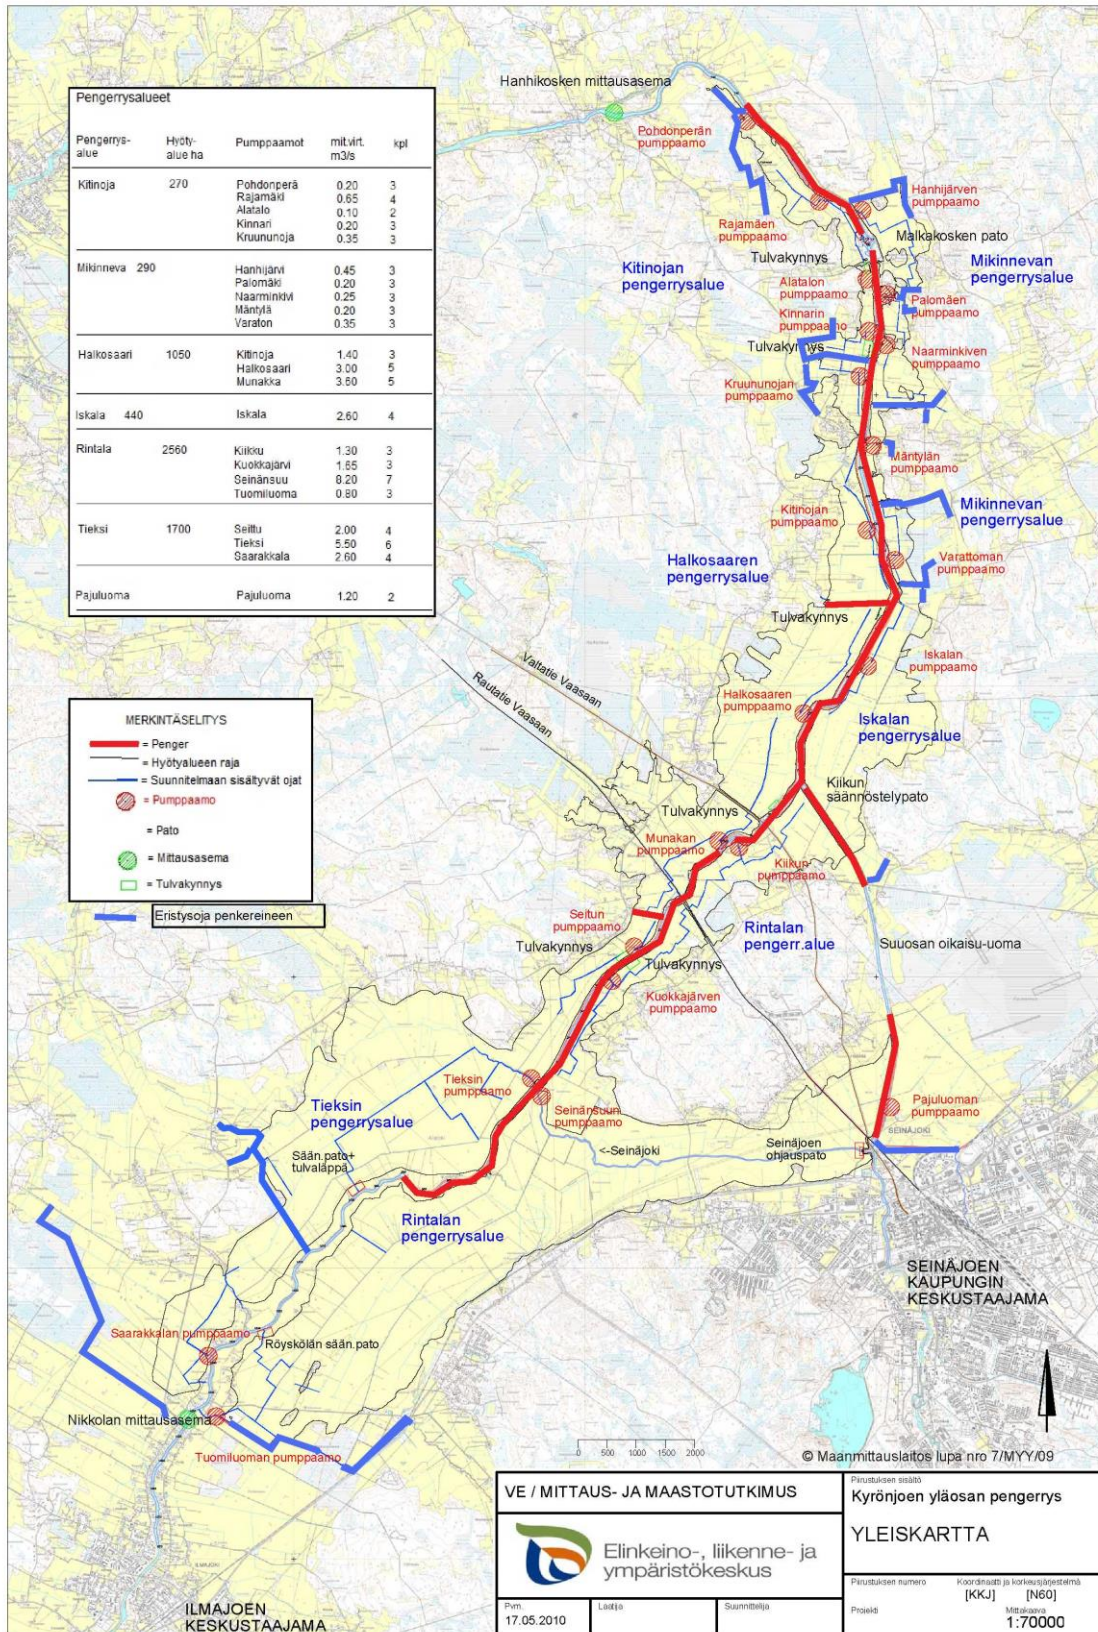 Pengerrysalueet
Pengerrys-alue Hyöty-alue ha Pumppaamot mit.virt. m3/s kpl
Kitinoja 270 Pohdonperä 0.20 3
Rajamäki 0.65 4
Alatalo 0.10 2
Kinnari 0.20 3
Kruununoja 0.35 3
Mikinneva 290 Hanhijärvi 0.45 3
Palomäki 0.20 3
Naarminkivi 0.25 3
Mäntylä 0.20 3
Varaton 0.35 3
Halkosaari 1050 Kitinoja 1.40 3
Halkosaari 3.00 5
Munakka 3.60 5
Iskala 440 Iskala 2.60 4
Rintala 2560 Kiikku 1.30 3
Kuokkajärvi 1.65 3
Seinänsuu 8.20 7
Tuomiluoma 0.80 3
Tieksi 1700 Seittu 2.00 4
Tieksi 5.50 6
Saarakkala 2.60 4
Pajuluoma Pajuluoma 1.20 2
MERKINTÄSELITYS
= Penger
= Hyötyalueen raja
= Suunnitelmaan sisältyvät ojat
= Pumppaamo
= Pato
= Mittausasema
= Tulvakynnys
Eristysoja penkereineen
Hanhikosken mittausasema
Pohdonperän
pumppaamo
Hanhijärven
pumppaamo
Rajamäen
pumppaamo
Malkakosken pato
Tulvakynnys
Kitinojan
pengerrysalue
Mikinnevan
pengerrysalue
Alatalon
pumppaamo
Palomäen
pumppaamo
Kinnarin
pumppaamo
Tulvakynnys
Naarminkiven
pumppaamo
Kruununojan
pumppaamo
Mäntylän
pumppaamo
Kitinojan
pumppaamo
Mikinnevan
pengerrysalue
Halkosaaren
pengerrysalue
Varattoman
pumppaamo
Tulvakynnys
Iskalan
pumppaamo
Valtatie Vaasaan
Rautatie Vaasaan
Halkosaaren
pumppaamo
Iskalan
pengerrysalue
Kiikun
säännöstelypato
Tulvakynnys
Munakan
pumppaamo
Kiikun
pumppaamo
Seitun
pumppaamo
Rintalan
pengerr.alue
Tulvakynnys
Tulvakynnys
Suuosan oikaisu-uoma
Kuokkajärven
pumppaamo
Tieksin
pumppaamo
Seinänsuun
pumppaamo
Tieksin
pengerrysalue
Pajuluoman
pumppaamo
SEINÄJOKI
Seinäjoen
ohjauspato
<-Seinäjoki
Sään.pato+
tulvaläppä
Rintalan
pengerrysalue
SEINÄJOEN
KAUPUNGIN
KESKUSTAAJAMA
Saarakkalan pumppaamo
Röyskölän sään.pato
Nikkolan mittausasema
Tuomiluoman pumppaamo
ILMAJOKI
ILMAJOEN
KESKUSTAAJAMA
0 500 1000 1500 2000
© Maanmittauslaitos lupa nro 7/MYY/09
VE / MITTAUS- JA MAASTOTUTKIMUS
Elinkeino-, liikenne- ja
ympäristökeskus
Pvm.
17.05.2010
Laatija
Suunnittelija
Piirustuksen sisältö
Kyrönjoen yläosan pengerrys
YLEISKARTTA
Piirustuksen numero
Koordinaatti ja korkeusjärjestelmä
[KKJ] [N60]
Projekti
Mittakaava
1:70000